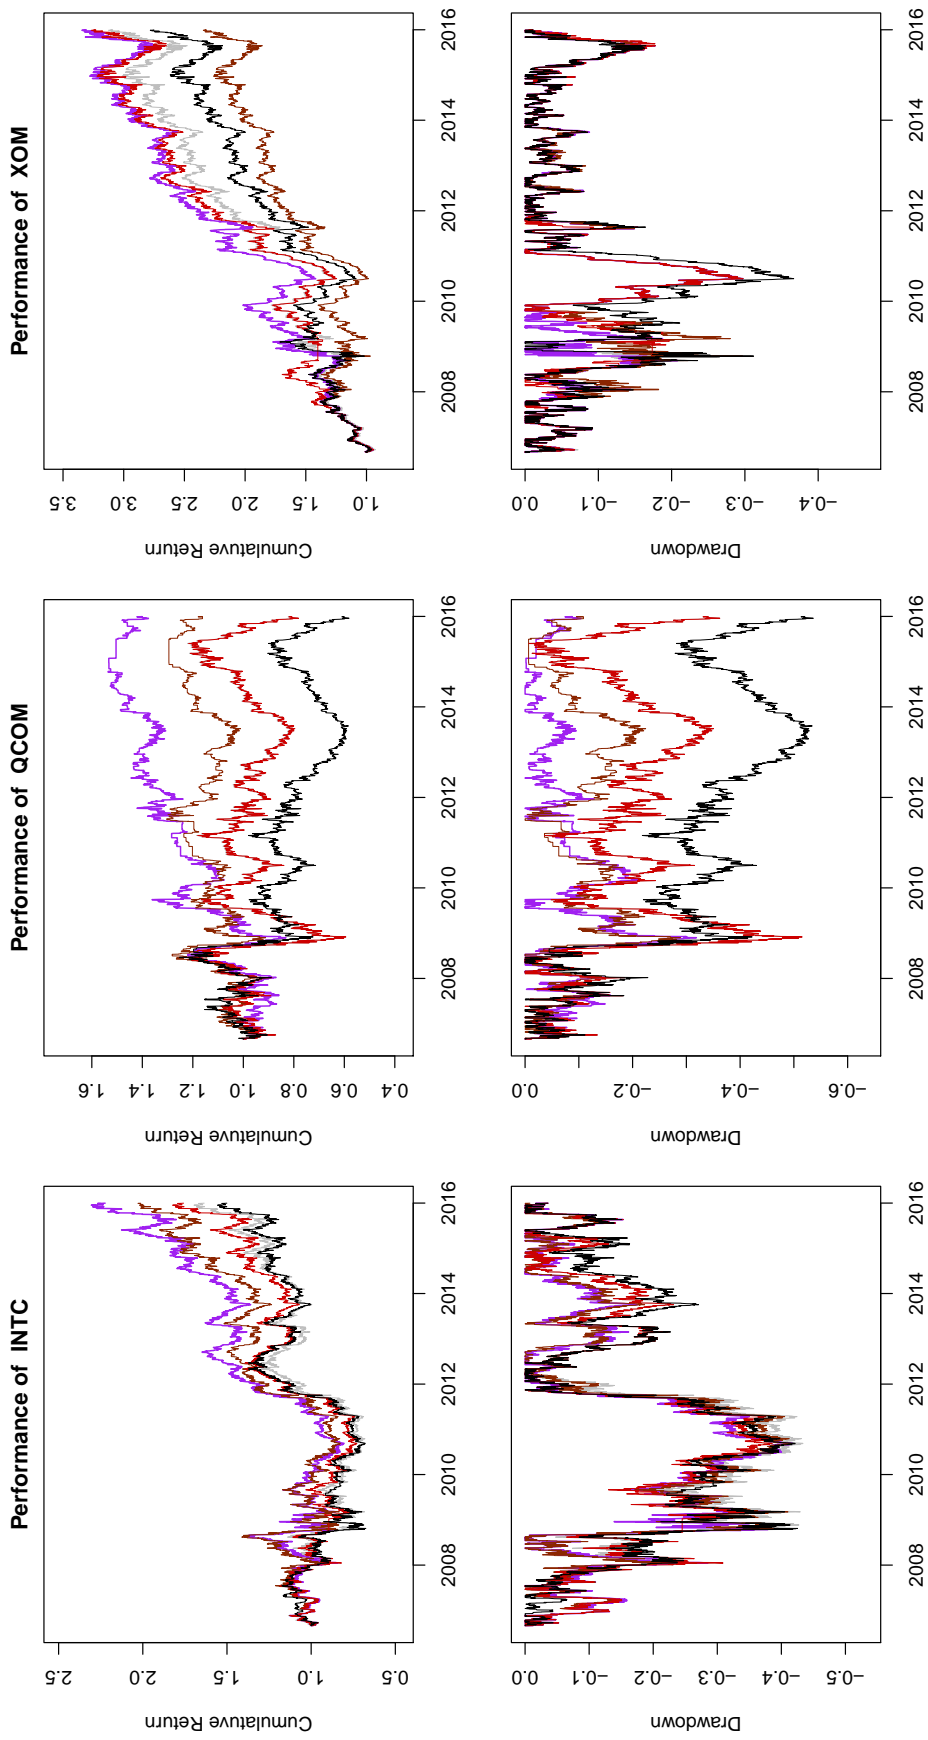 Performance of INTC
Cumulative Return
0.5 1.0 1.5 2.0 2.5
2008 2010 2012 2014 2016
Drawdown
−0.5 −0.4 −0.3 −0.2 −0.1 0.0
2008 2010 2012 2014 2016
Performance of QCOM
Cumulative Return
0.4 0.6 0.8 1.0 1.2 1.4 1.6
2008 2010 2012 2014 2016
Drawdown
−0.6 −0.4 −0.2 0.0
2008 2010 2012 2014 2016
Performance of XOM
Cumulative Return
1.0 1.5 2.0 2.5 3.0 3.5
2008 2010 2012 2014 2016
Drawdown
−0.4 −0.3 −0.2 −0.1 0.0
2008 2010 2012 2014 2016